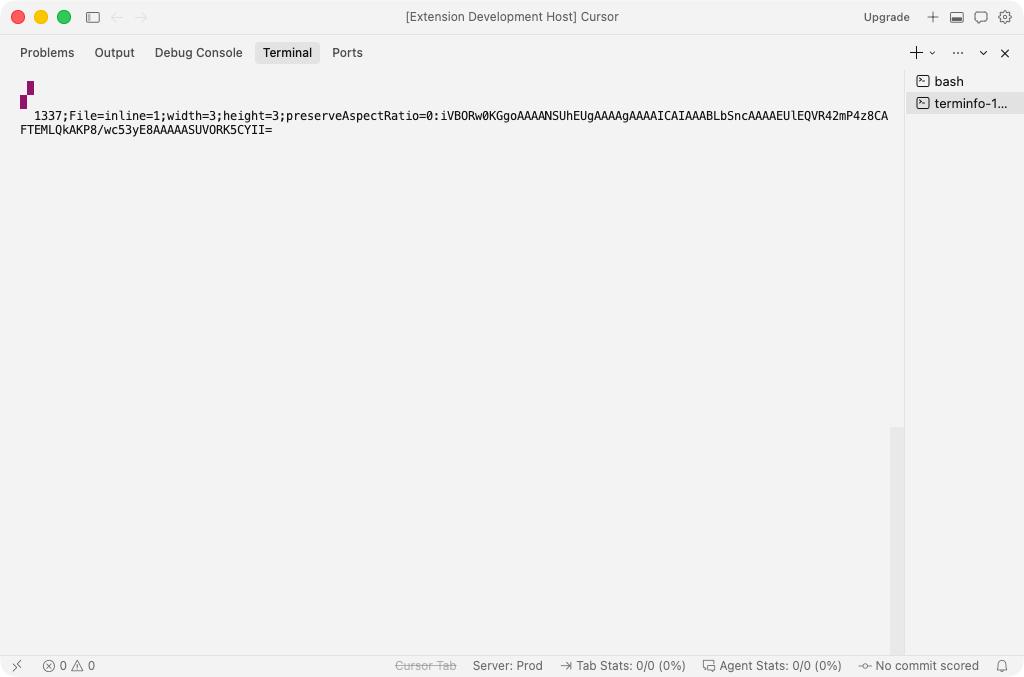 [Extension Development Host] Cursor
Upgrade
Problems Output Debug Console Terminal Ports
bash
terminfo-1...
1337;File=inline=1;width=3;height=3;preserveAspectRatio=0:iVBORw0KGgoAAAANSUhEUgAAAAgAAAAICAIAAABLbSncAAAAEUlEQVR42mP4z8CA
FTEMLQkAKP8/wc53yE8AAAAASUVORK5CYII=
0 0 Cursor Tab Server: Prod Tab Stats: 0/0 (0%) Agent Stats: 0/0 (0%) No commit scored